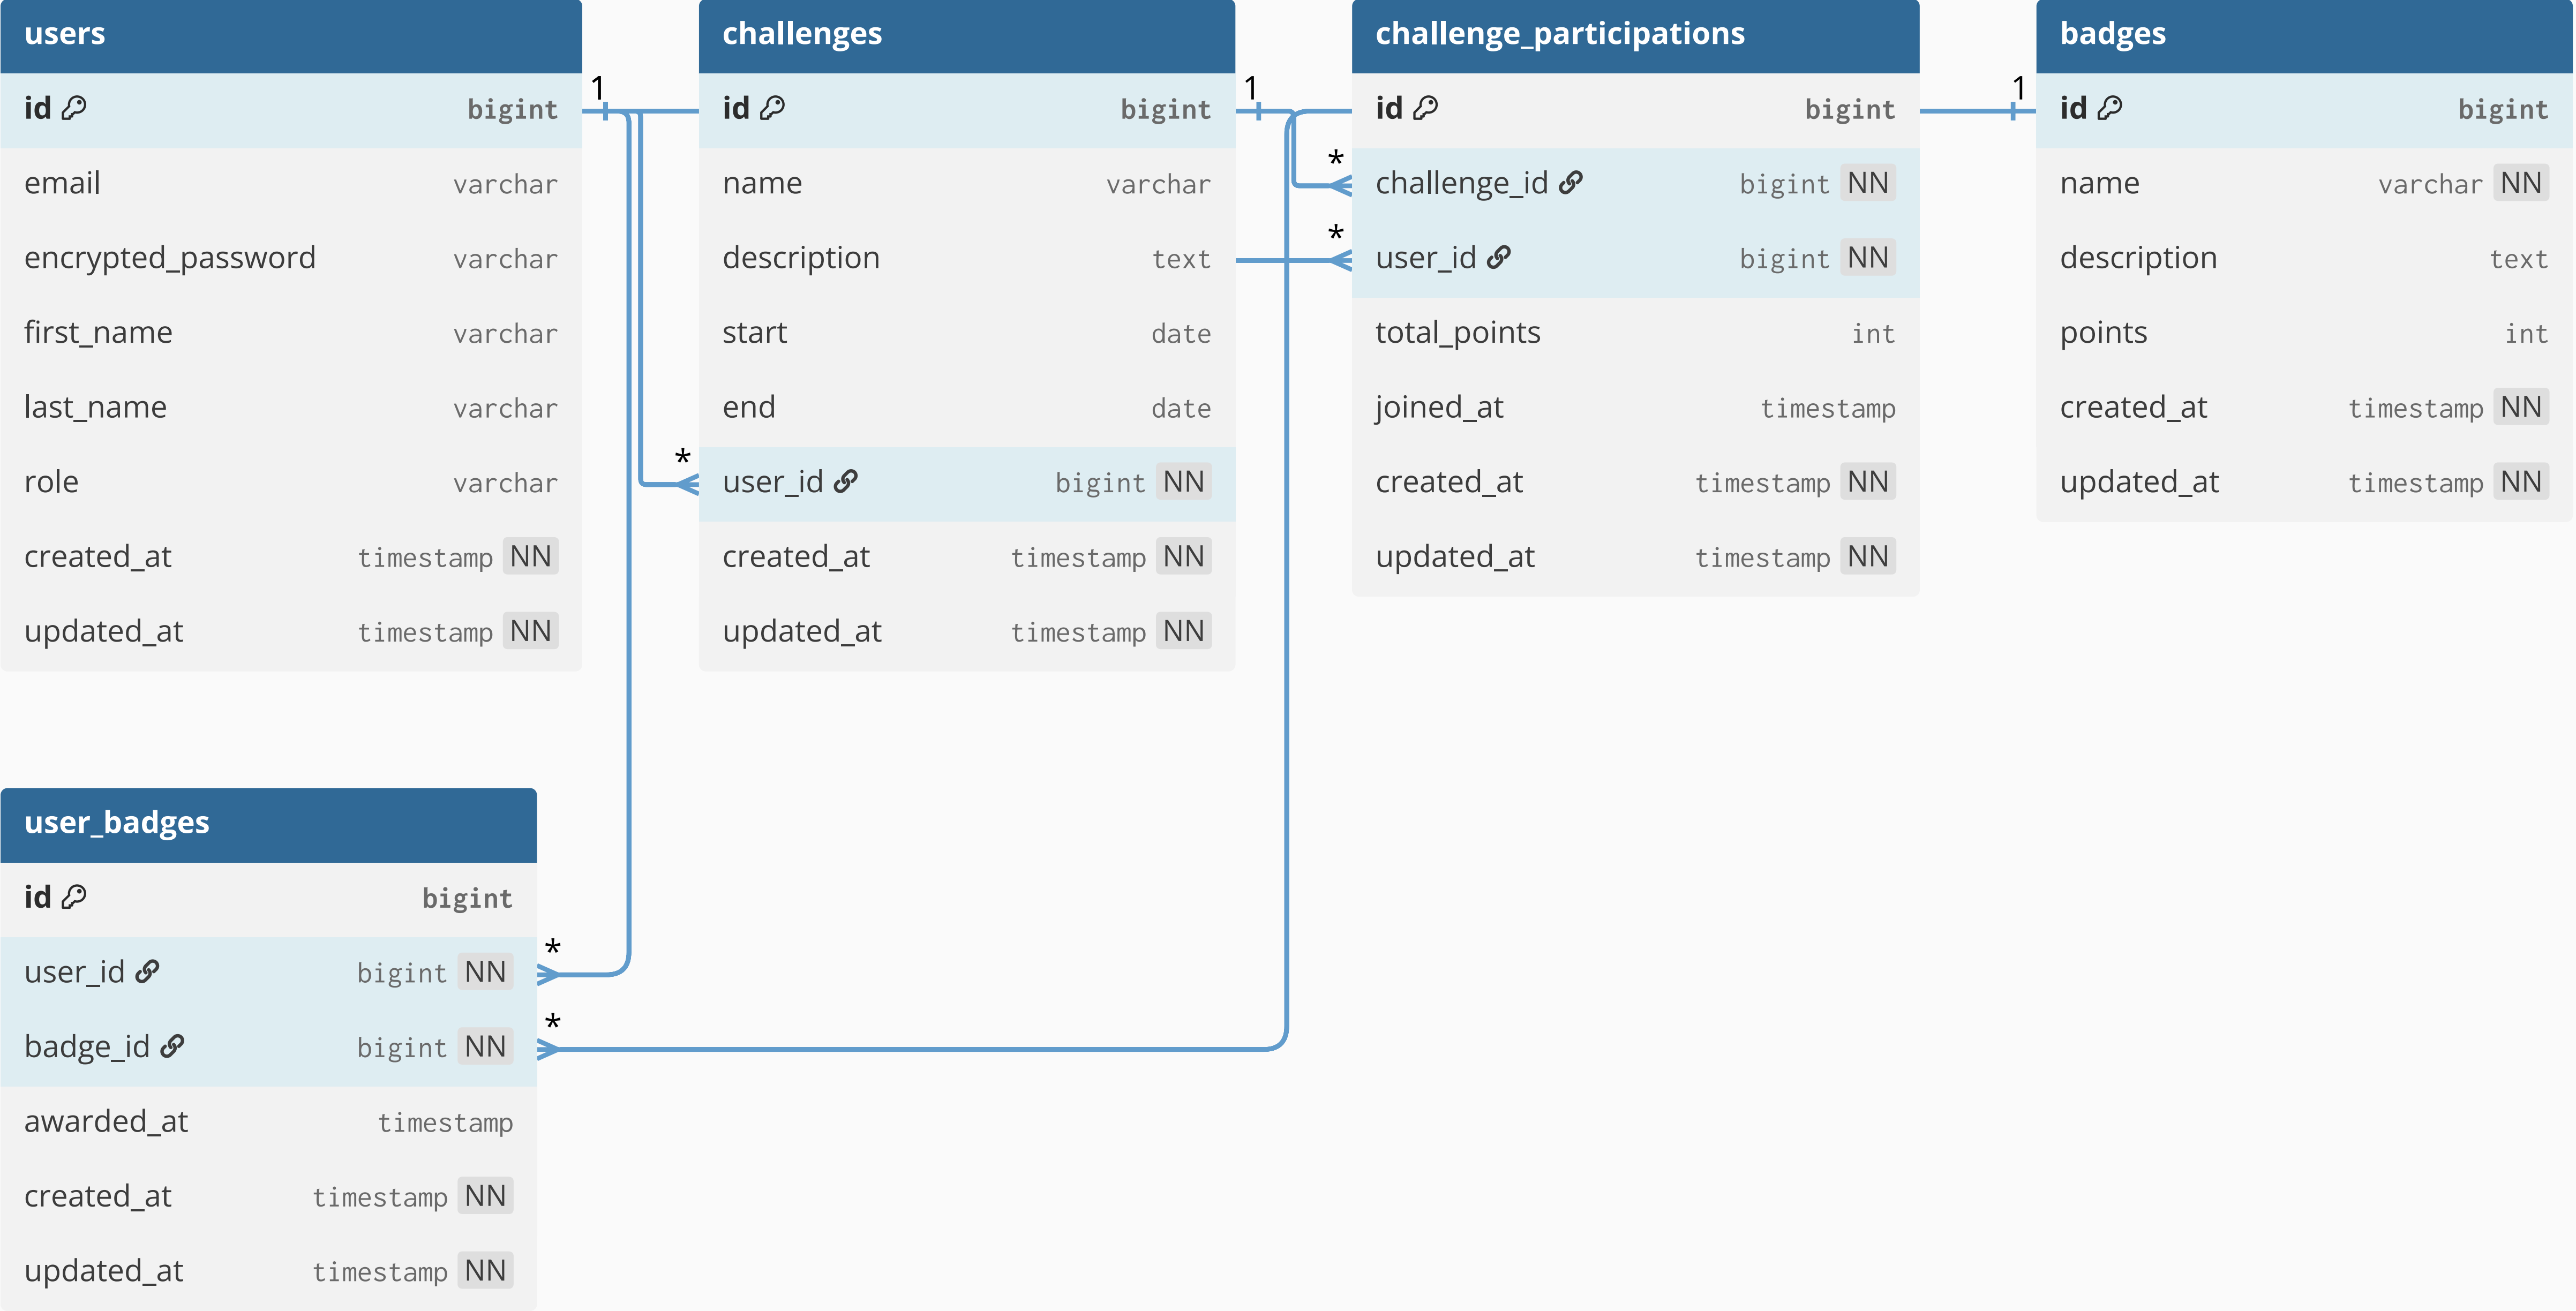 users
id bigint
email varchar
encrypted_password varchar
first_name varchar
last_name varchar
role varchar
created_at timestamp NN
updated_at timestamp NN
1
*
challenges
id bigint
name varchar
description text
start date
end date
user_id bigint NN
created_at timestamp NN
updated_at timestamp NN
1
*
*
challenge_participations
id bigint
challenge_id bigint NN
user_id bigint NN
total_points int
joined_at timestamp
created_at timestamp NN
updated_at timestamp NN
1
badges
id bigint
name varchar NN
description text
points int
created_at timestamp NN
updated_at timestamp NN
user_badges
id bigint
user_id bigint NN
badge_id bigint NN
awarded_at timestamp
created_at timestamp NN
updated_at timestamp NN
*
*